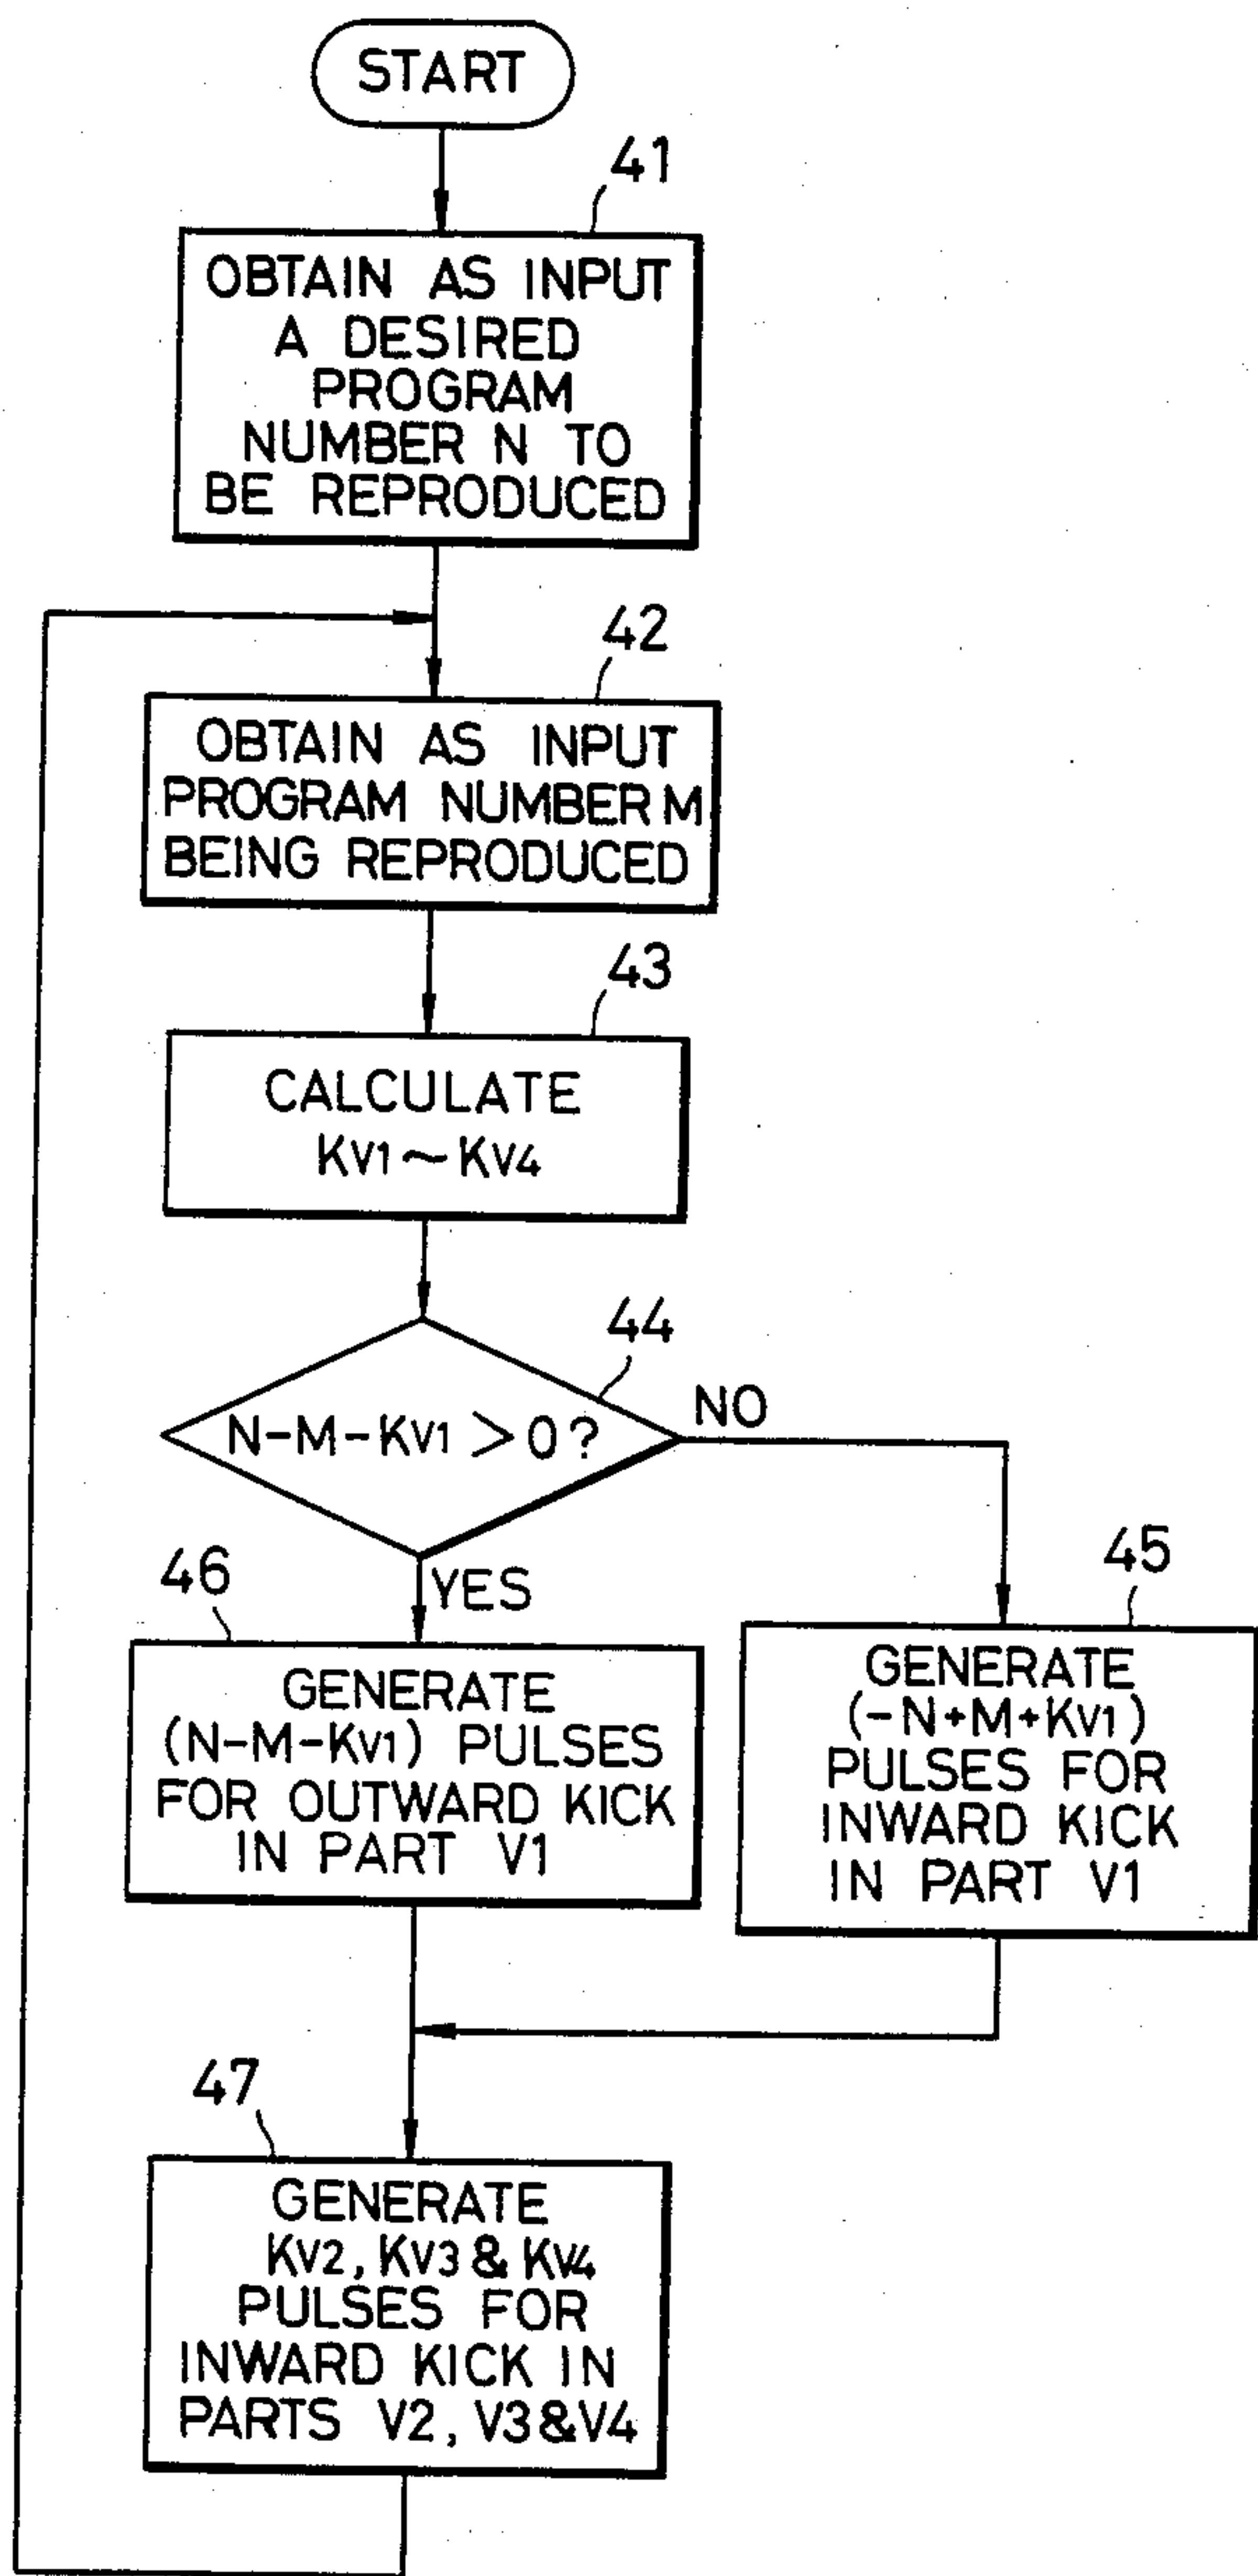 START
41
OBTAIN AS INPUT
A DESIRED
PROGRAM
NUMBER N TO
BE REPRODUCED
42
OBTAIN AS INPUT
PROGRAM NUMBER M
BEING REPRODUCED
43
CALCULATE
KV1~KV4
44
N-M-KV1>0?
NO
YES
46
GENERATE
(N-M-KV1) PULSES
FOR OUTWARD KICK
IN PART V1
45
GENERATE
(-N+M+KV1)
PULSES FOR
INWARD KICK
IN PART V1
47
GENERATE
KV2, KV3 & KV4
PULSES FOR
INWARD KICK IN
PARTS V2, V3&V4